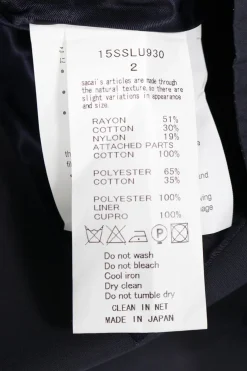 15SSLU930
2
sacai's articles are made through
the natural texture, so there are
slight variations in appearance
and size.
RAYON 51%
COTTON 30%
NYLON 19%
ATTACHED PARTS
COTTON 100%
POLYESTER 65%
COTTON 35%
POLYESTER 100%
LINER
CUPRO 100%
P
Do not wash
Do not bleach
Cool iron
Dry clean
Do not tumble dry
CLEAN IN NET
MADE IN JAPAN